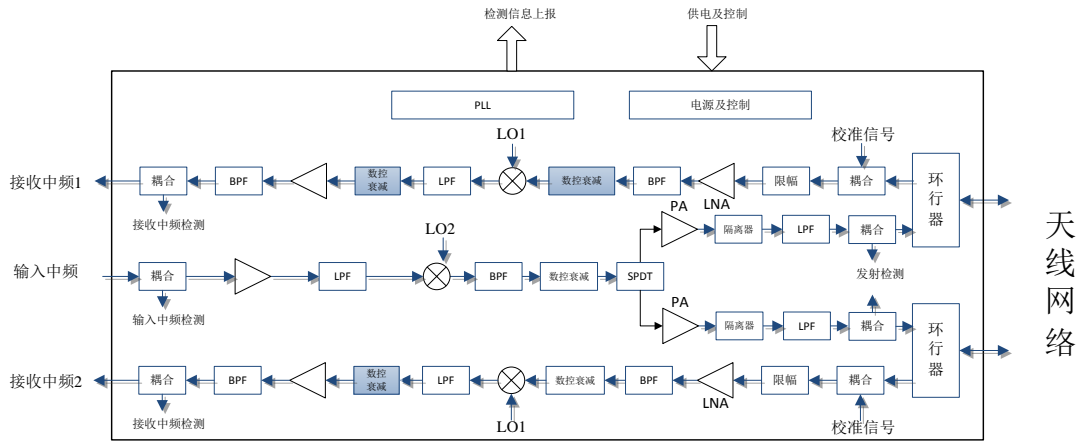 检测信息上报
供电及控制
PLL
电源及控制
LO1
校准信号
接收中频1
耦合
BPF
数控
衰减
LPF
数控衰减
BPF
LNA
限幅
耦合
环
行
器
接收中频检测
PA
隔离器
LPF
耦合
发射检测
LO2
输入中频
耦合
LPF
BPF
数控衰减
SPDT
输入中频检测
PA
隔离器
LPF
耦合
环
行
器
天
线
网
络
接收中频2
耦合
BPF
数控
衰减
LPF
数控衰减
BPF
LNA
限幅
耦合
接收中频检测
LO1
校准信号